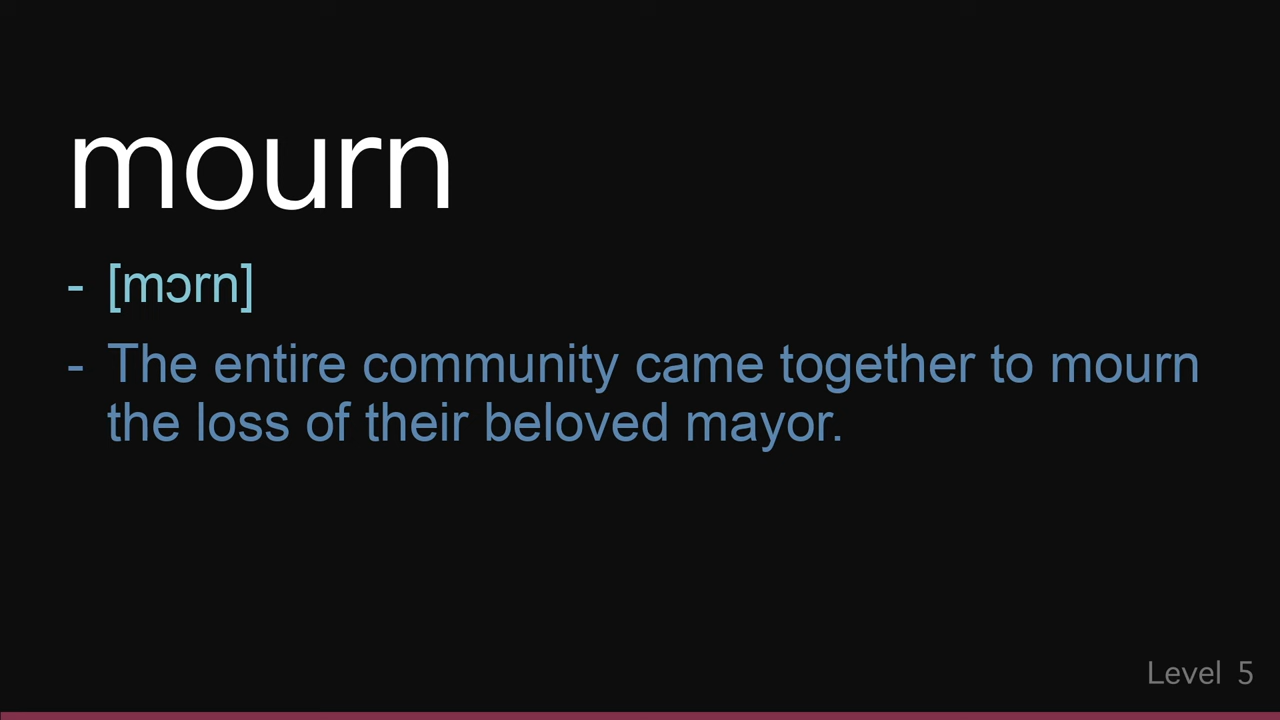 mourn
- [mɔrn]
- The entire community came together to mourn
the loss of their beloved mayor.
Level 5